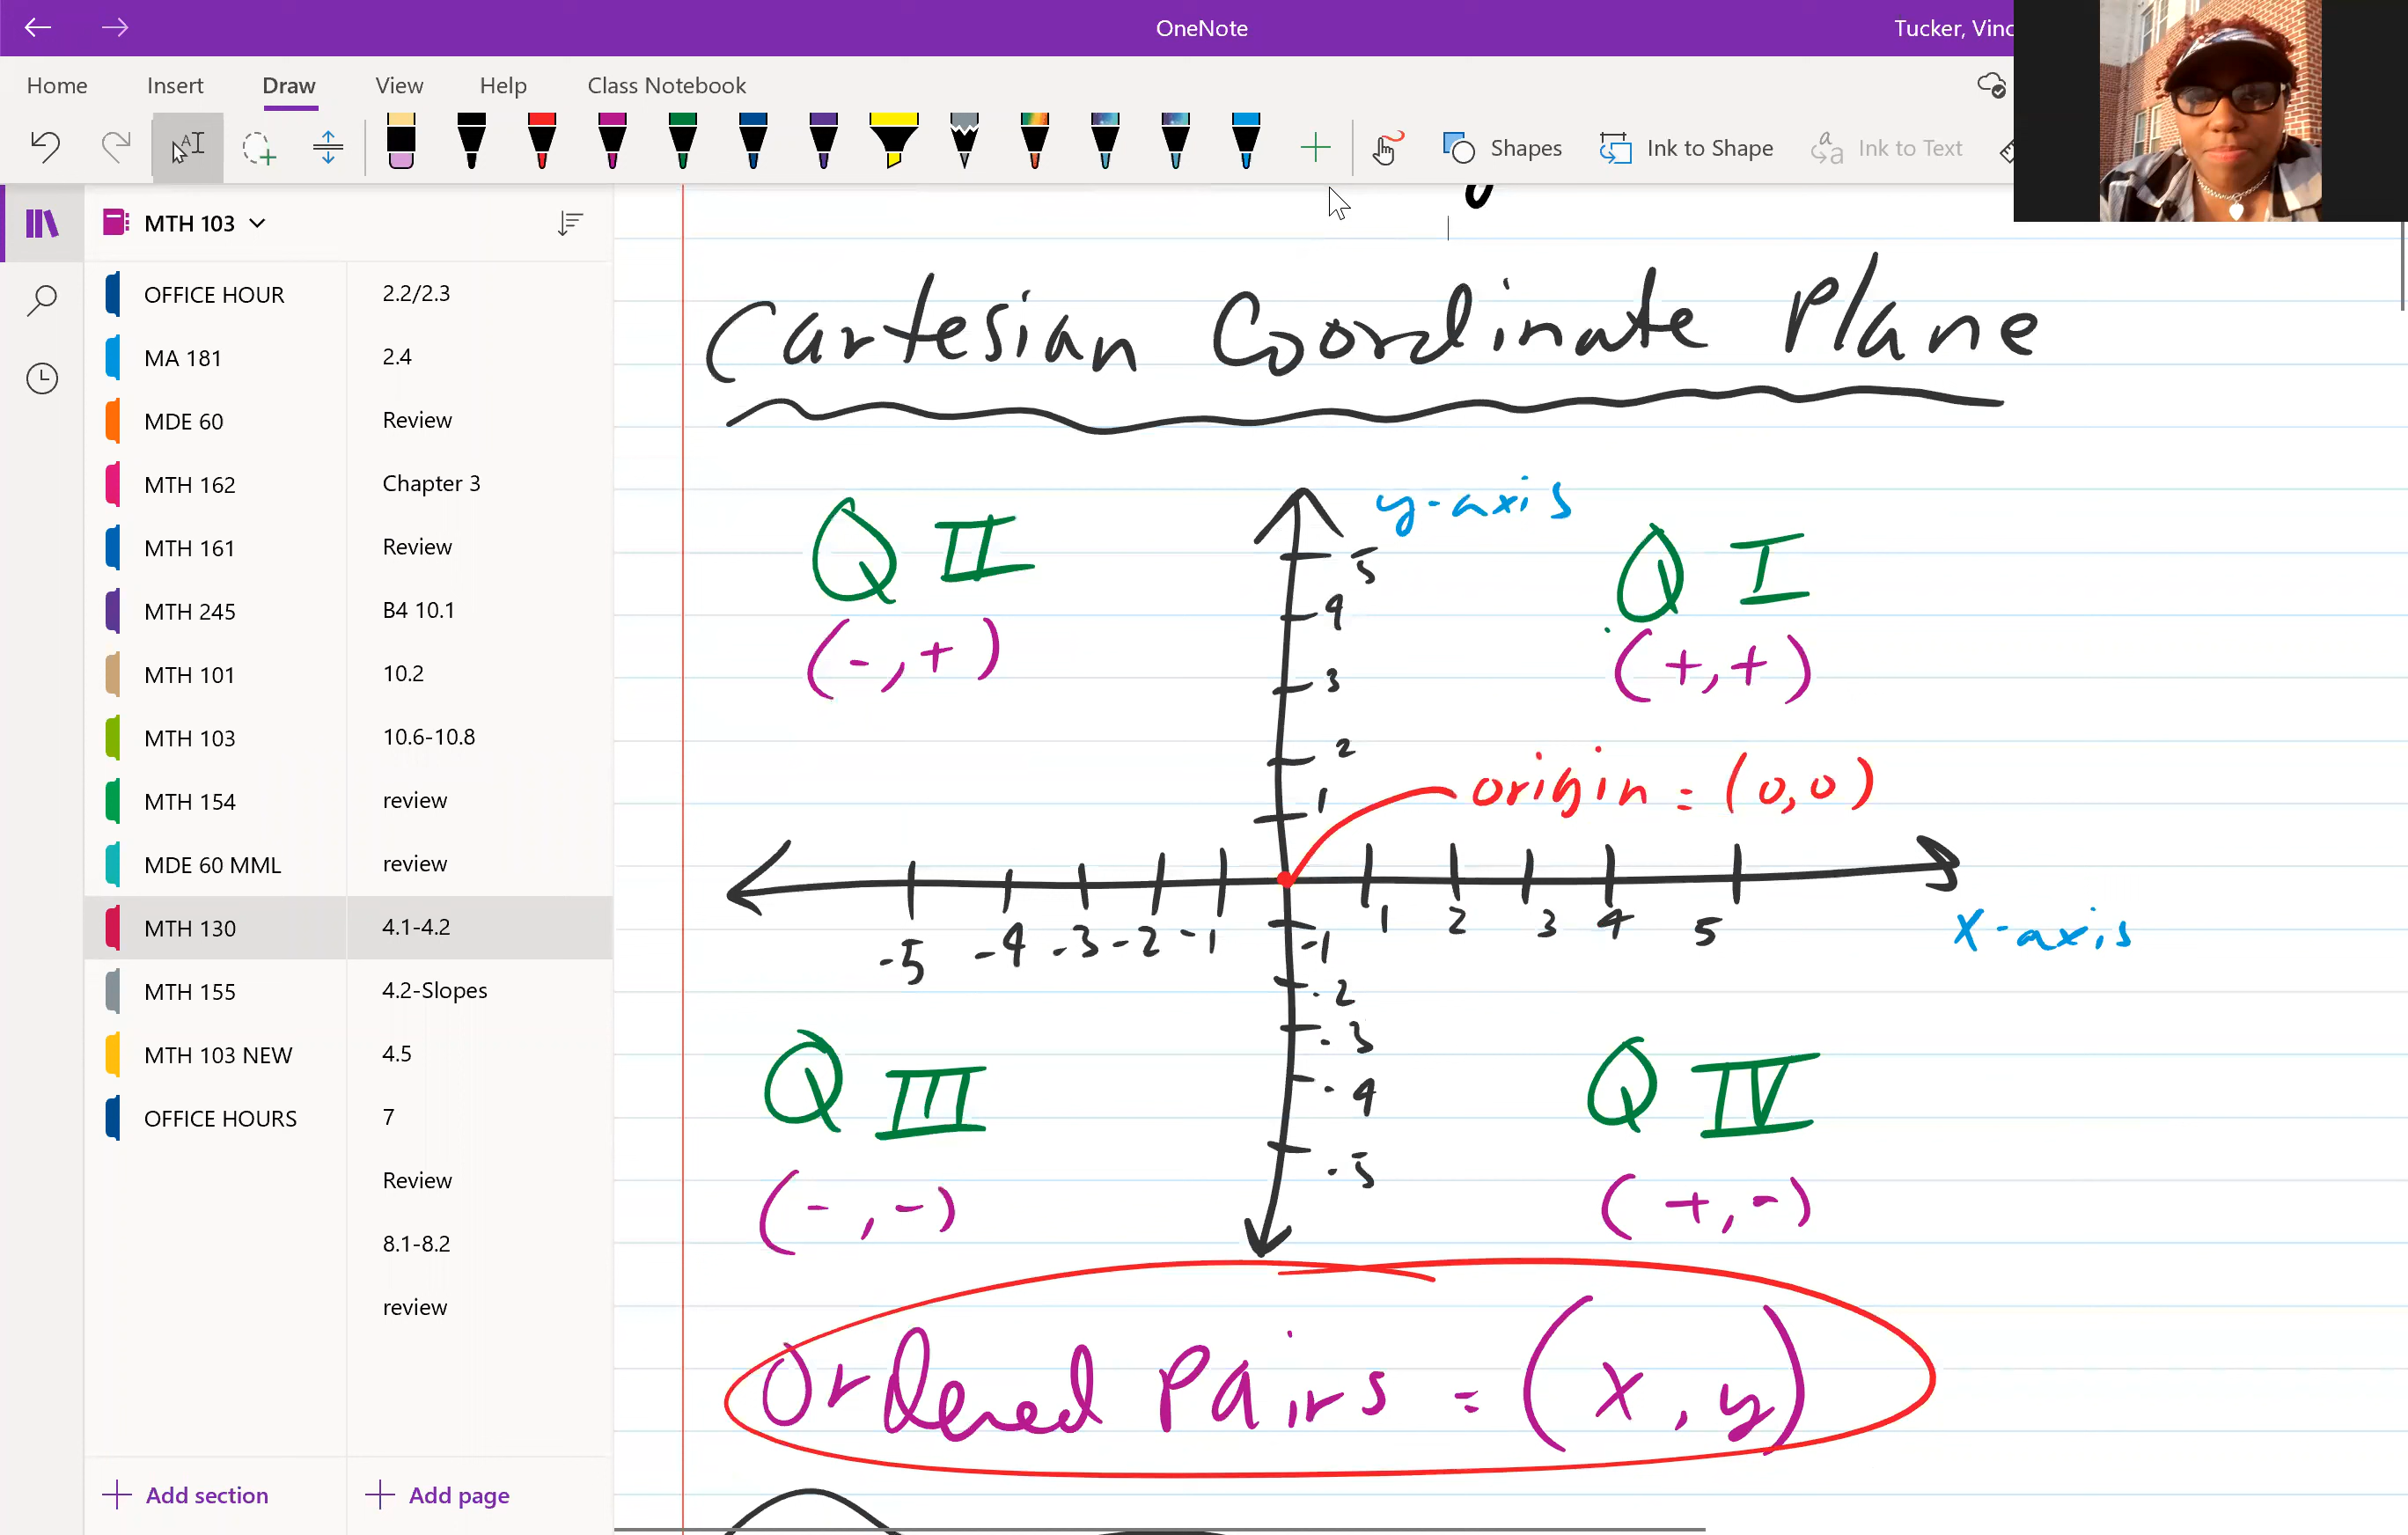 OneNote
Tucker, Vinc
Home Insert Draw View Help Class Notebook
Shapes Ink to Shape Ink to Text
MTH 103
OFFICE HOUR
MA 181
MDE 60
MTH 162
MTH 161
MTH 245
MTH 101
MTH 103
MTH 154
MDE 60 MML
MTH 130
MTH 155
MTH 103 NEW
OFFICE HOURS
Add section
2.2/2.3
2.4
Review
Chapter 3
Review
B4 10.1
10.2
10.6-10.8
review
review
4.1-4.2
4.2-Slopes
4.5
7
Review
8.1-8.2
review
Add page
Cartesian Coordinate Plane
y-axis
Q II
Q I
(-,+)
(+,+)
5
4
3
2
1
origin = (0,0)
-5 -4 -3 -2 -1 1 2 3 4 5
x-axis
-1
-2
-3
-4
-5
Q III
Q IV
(-,-)
(+,-)
Ordered Pairs = (x,y)